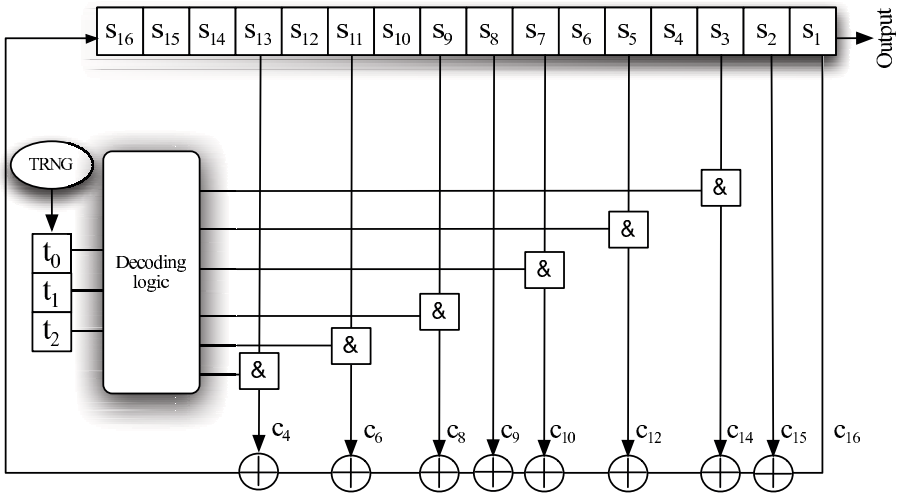 S16 S15 S14 S13 S12 S11 S10 S9 S8 S7 S6 S5 S4 S3 S2 S1
Output
TRNG
&
&
t0
Decoding
logic
&
t1
&
t2
&
&
c4 c6 c8 c9 c10 c12 c14 c15 c16